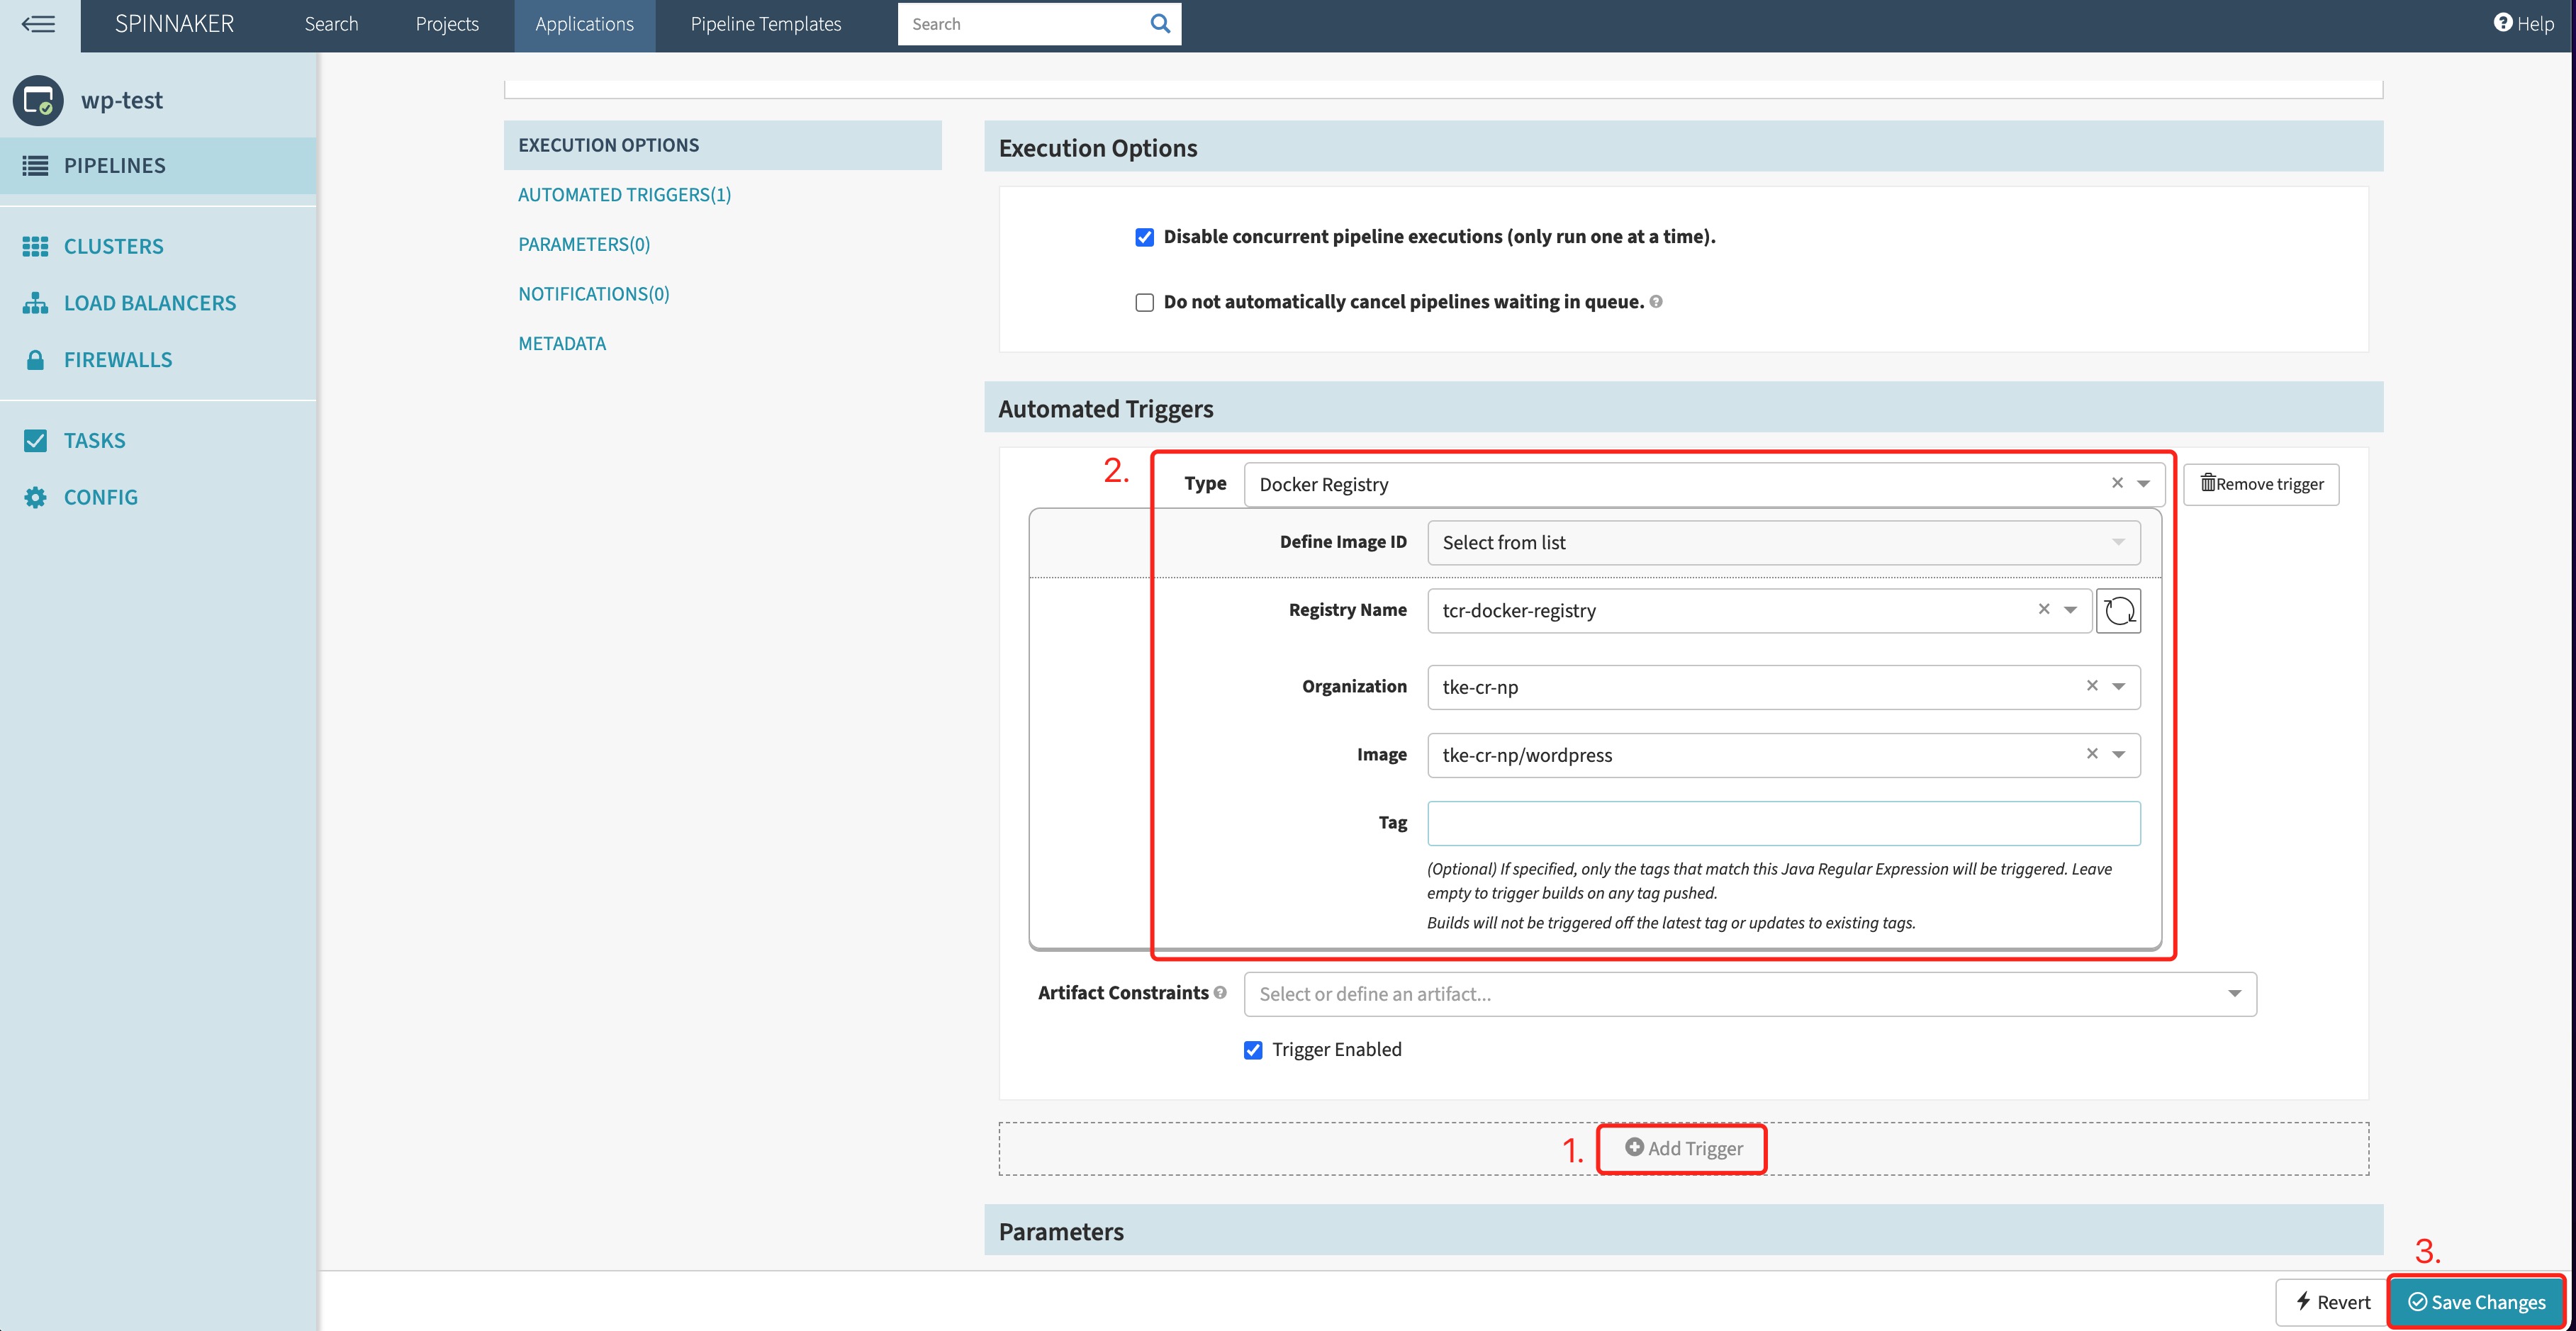 SPINNAKER Search Projects Applications Pipeline Templates Search Help
wp-test
PIPELINES
CLUSTERS
LOAD BALANCERS
FIREWALLS
TASKS
CONFIG
EXECUTION OPTIONS
AUTOMATED TRIGGERS(1)
PARAMETERS(0)
NOTIFICATIONS(0)
METADATA
Execution Options
Disable concurrent pipeline executions (only run one at a time).
Do not automatically cancel pipelines waiting in queue.
Automated Triggers
2.
Type Docker Registry Remove trigger
Define Image ID Select from list
Registry Name tcr-docker-registry
Organization tke-cr-np
Image tke-cr-np/wordpress
Tag
(Optional) If specified, only the tags that match this Java Regular Expression will be triggered. Leave
empty to trigger builds on any tag pushed.
Builds will not be triggered off the latest tag or updates to existing tags.
Artifact Constraints Select or define an artifact...
Trigger Enabled
1. Add Trigger
Parameters
3.
Revert Save Changes